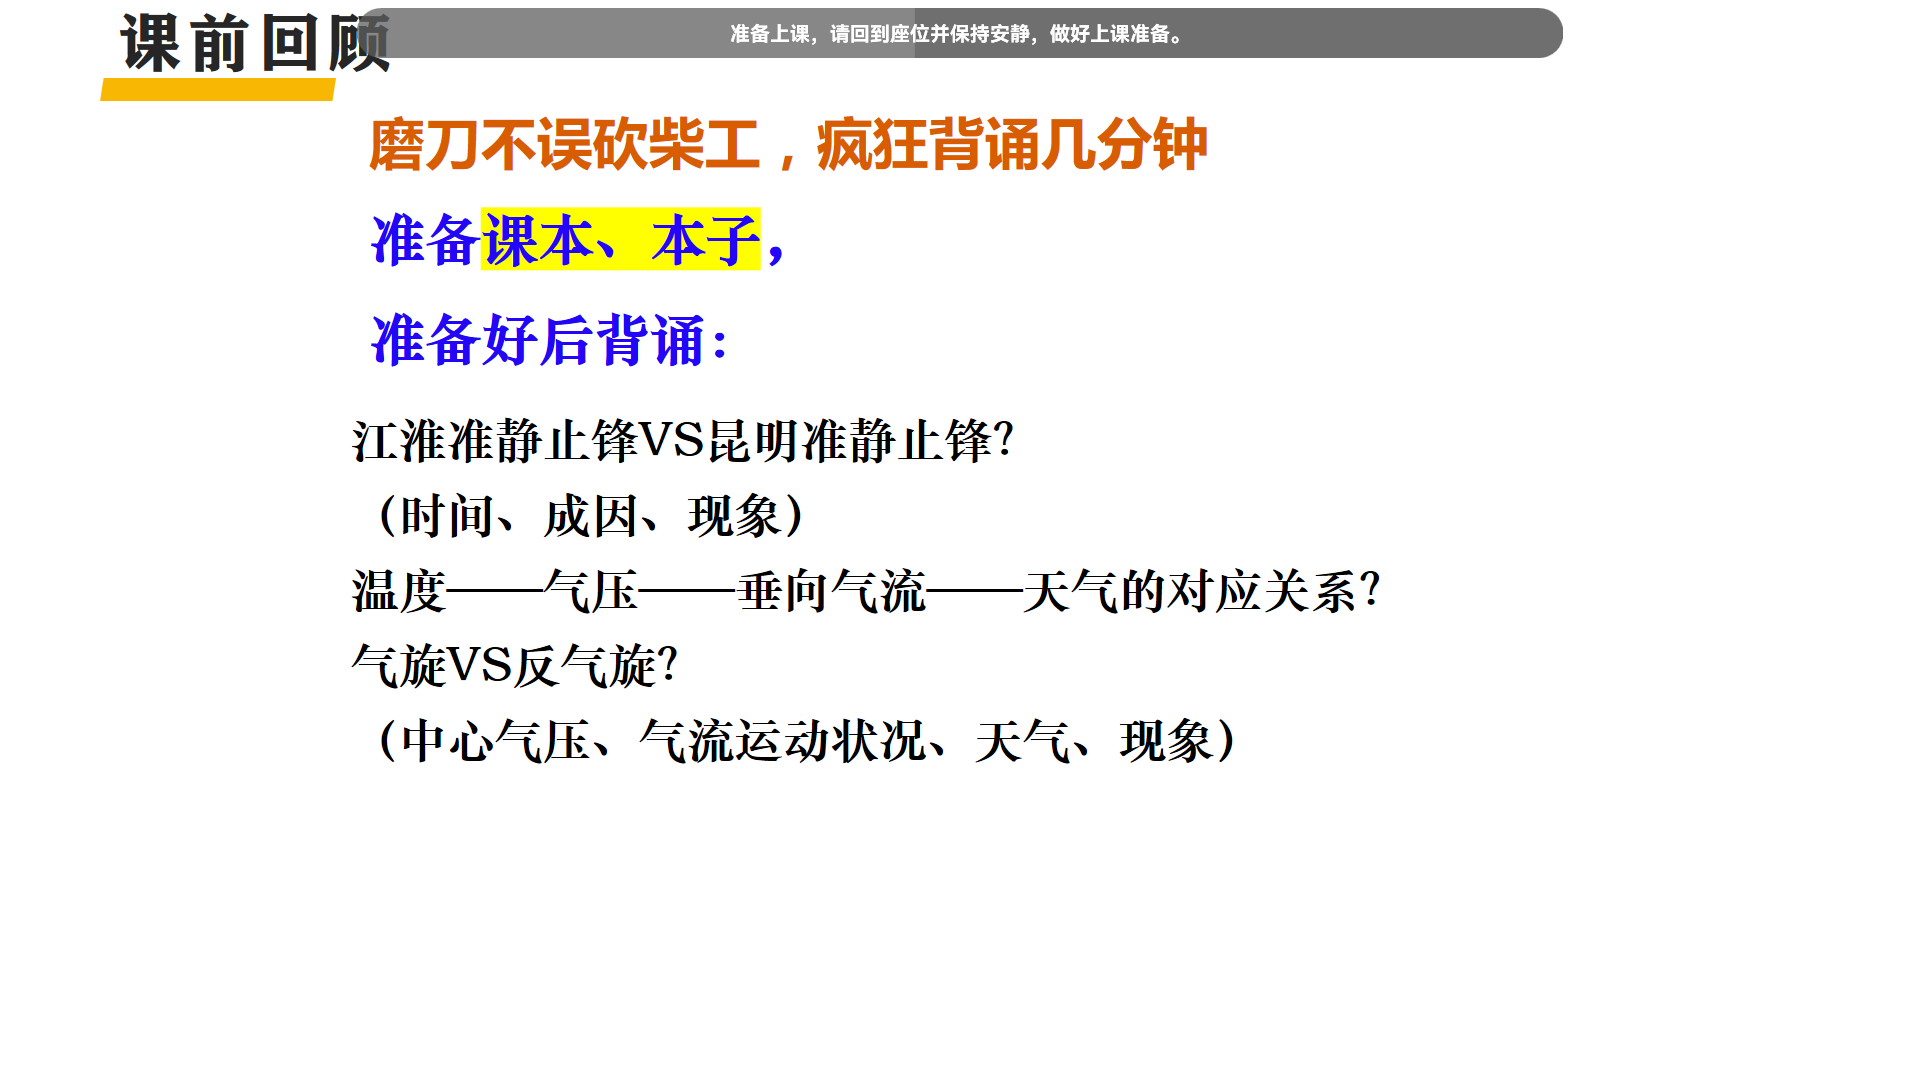 课前回顾
准备上课，请回到座位并保持安静，做好上课准备。
磨刀不误砍柴工，疯狂背诵几分钟
准备课本、本子，
准备好后背诵：
江淮准静止锋VS昆明准静止锋？
（时间、成因、现象）
温度——气压——垂向气流——天气的对应关系？
气旋VS反气旋？
（中心气压、气流运动状况、天气、现象）